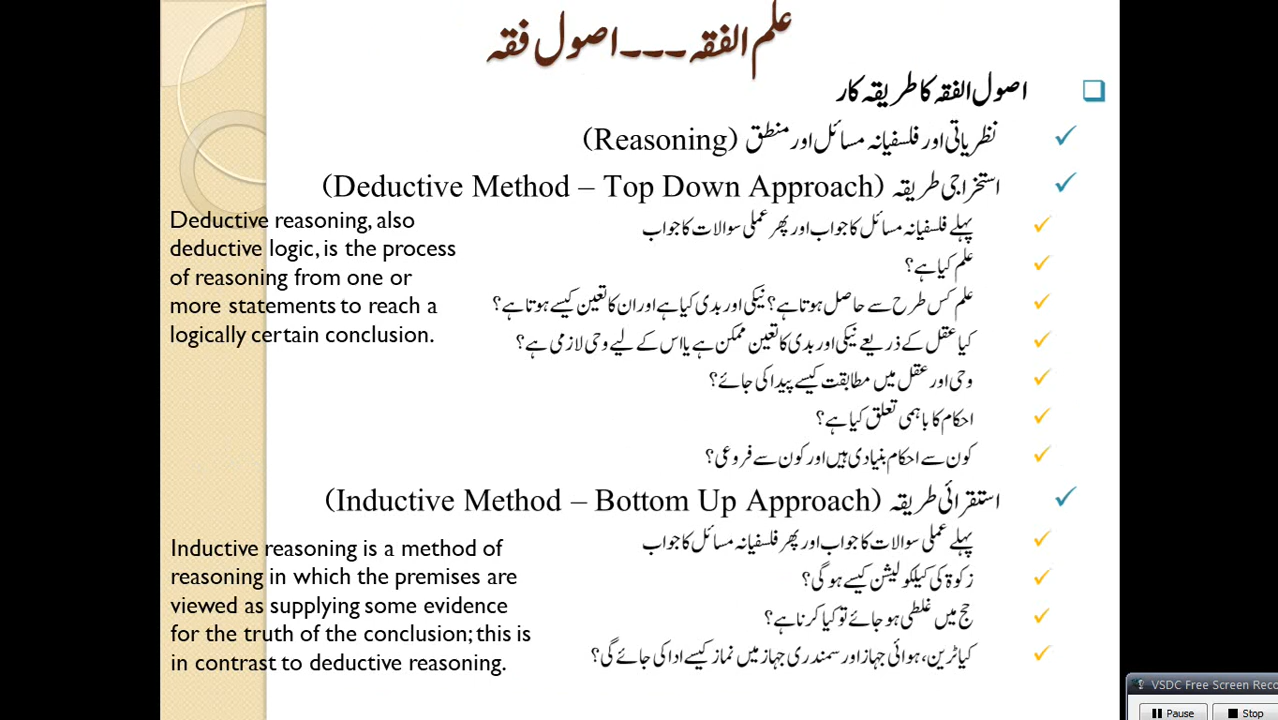 علم الفقہ ۔۔۔ اصول فقہ
اصول الفقہ کا طریقہ کار
نظریاتی اور فلسفیانہ مسائل اور منطق (Reasoning)
استخراجی طریقہ (Deductive Method – Top Down Approach)
پہلے فلسفیانہ مسائل کا جواب اور پھر عملی سوالات کا جواب
علم کیا ہے؟
علم کس طرح سے حاصل ہوتا ہے؟ نیکی اور بدی کیا ہے اور ان کا تعین کیسے ہوتا ہے؟
کیا عقل کے ذریعے نیکی اور بدی کا تعین ممکن ہے یا اس کے لیے وحی لازمی ہے؟
وحی اور عقل میں مطابقت کیسے پیدا کی جائے؟
احکام کا باہمی تعلق کیا ہے؟
کون سے احکام بنیادی ہیں اور کون سے فروعی؟
Deductive reasoning, also
deductive logic, is the process
of reasoning from one or
more statements to reach a
logically certain conclusion.
استقرائی طریقہ (Inductive Method – Bottom Up Approach)
پہلے عملی سوالات کا جواب اور پھر فلسفیانہ مسائل کا جواب
زکوۃ کی کیلکولیشن کیسے ہو گی؟
حج میں غلطی ہو جائے تو کیا کرنا ہے؟
کیا ٹرین، ہوائی جہاز اور سمندری جہاز میں نماز کیسے ادا کی جائے گی؟
Inductive reasoning is a method of
reasoning in which the premises are
viewed as supplying some evidence
for the truth of the conclusion; this is
in contrast to deductive reasoning.
VSDC Free Screen Reco
Pause Stop